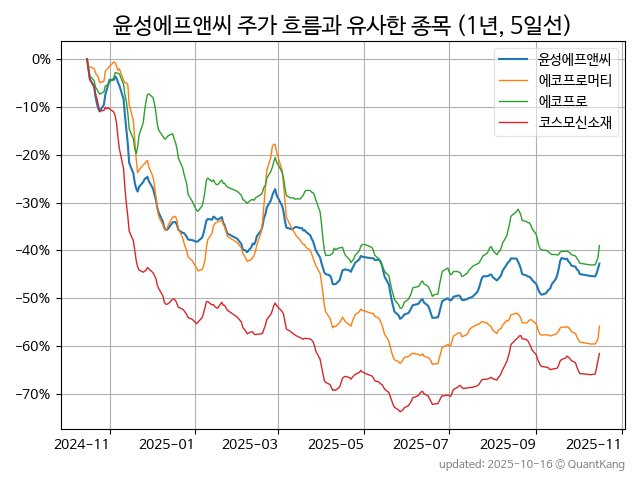 윤성에프앤씨 주가 흐름과 유사한 종목 (1년, 5일선)
윤성에프앤씨
에코프로머티
에코프로
코스모신소재
0%
−10%
−20%
−30%
−40%
−50%
−60%
−70%
2024-11
2025-01
2025-03
2025-05
2025-07
2025-09
2025-11
updated: 2025-10-16 © QuantKang